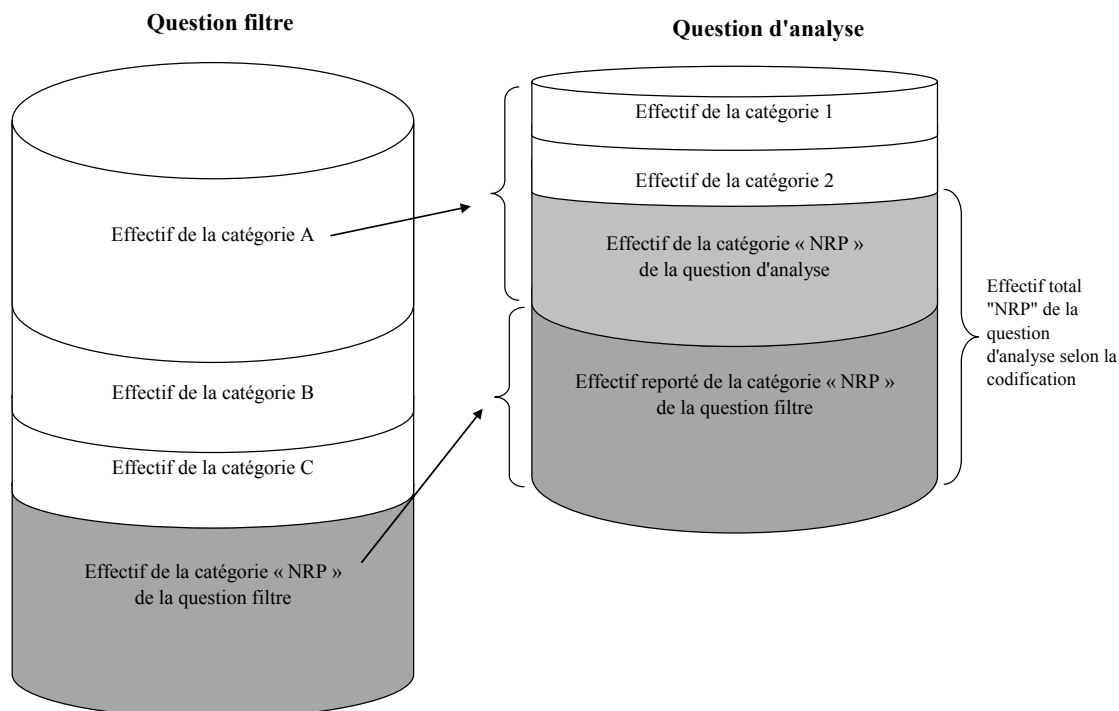 Question filtre
Effectif de la catégorie A
Effectif de la catégorie B
Effectif de la catégorie C
Effectif de la catégorie « NRP »
de la question filtre
Question d'analyse
Effectif de la catégorie 1
Effectif de la catégorie 2
Effectif de la catégorie « NRP »
de la question d'analyse
Effectif reporté de la catégorie « NRP »
de la question filtre
Effectif total
"NRP" de la
question
d'analyse selon la
codification